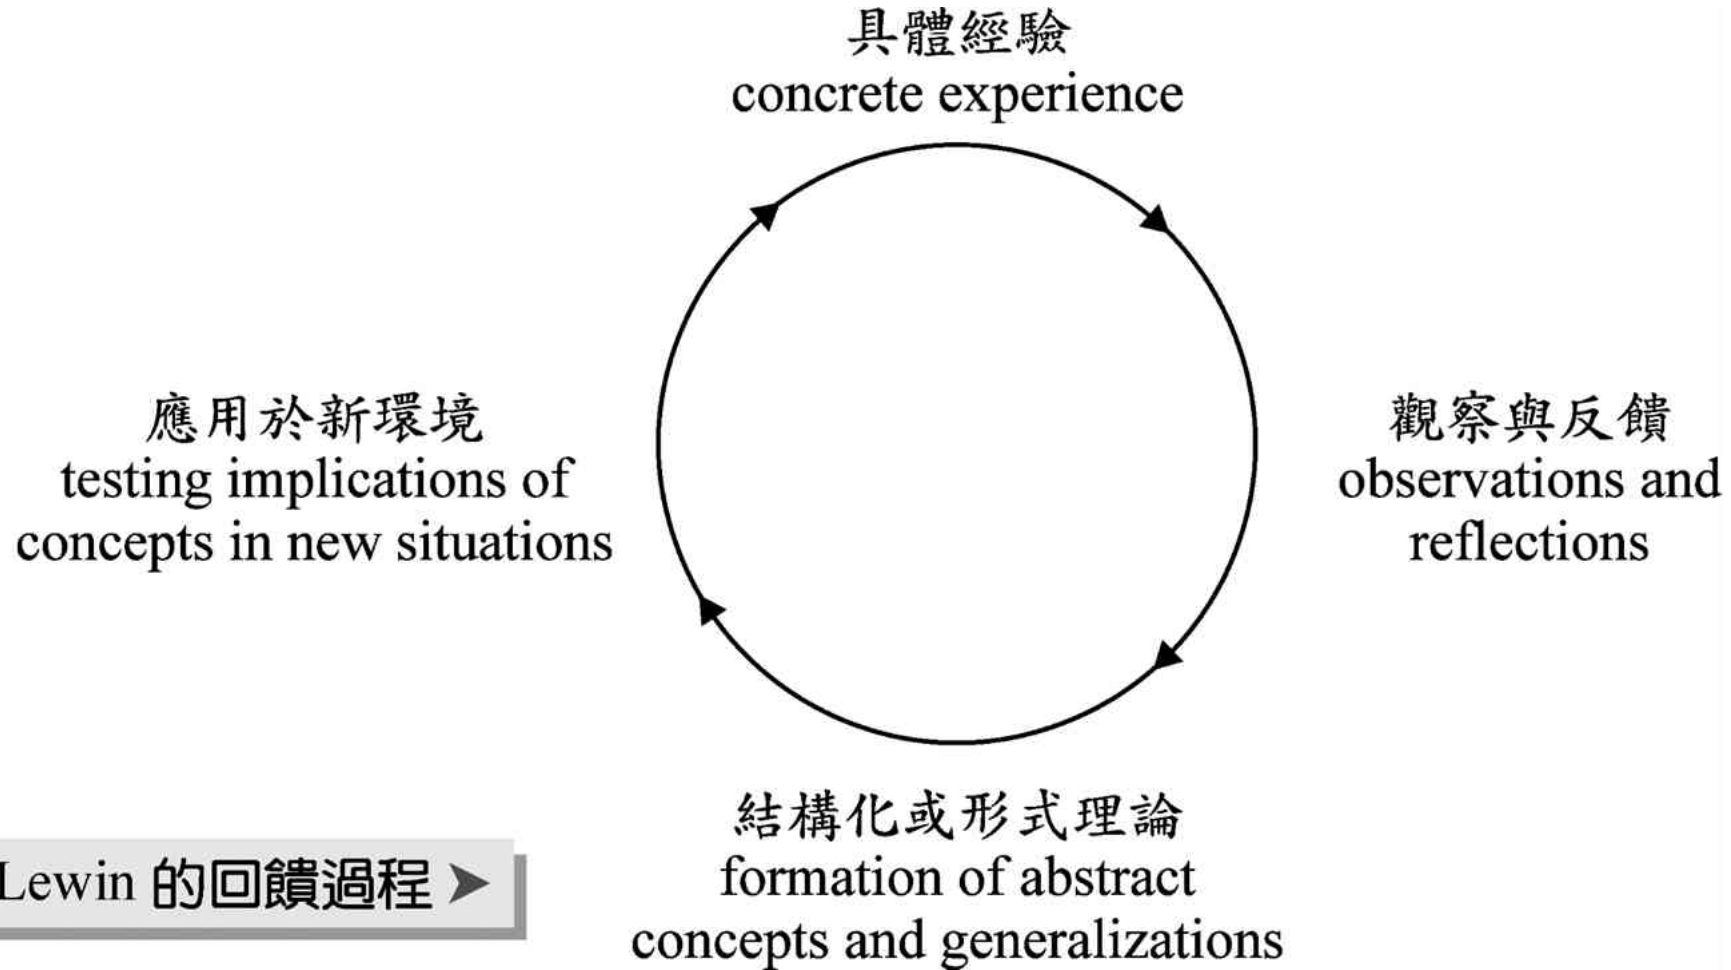 具體經驗
concrete experience
應用於新環境
testing implications of
concepts in new situations
觀察與反饋
observations and
reflections
結構化或形式理論
formation of abstract
concepts and generalizations
Lewin 的回饋過程